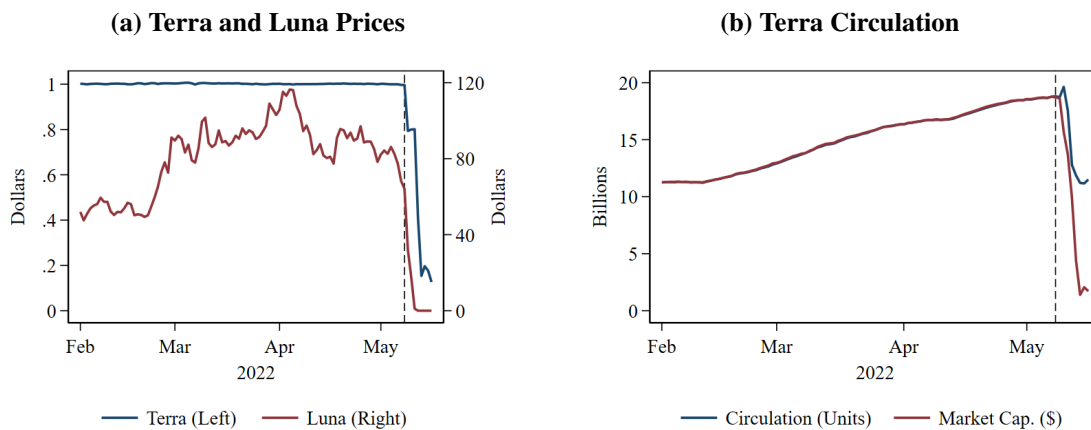 (a) Terra and Luna Prices
1
.8
.6
.4
.2
0
Dollars
120
80
40
0
Dollars
Feb Mar Apr May
2022
Terra (Left) Luna (Right)
(b) Terra Circulation
20
15
10
5
0
Billions
Feb Mar Apr May
2022
Circulation (Units) Market Cap. ($)